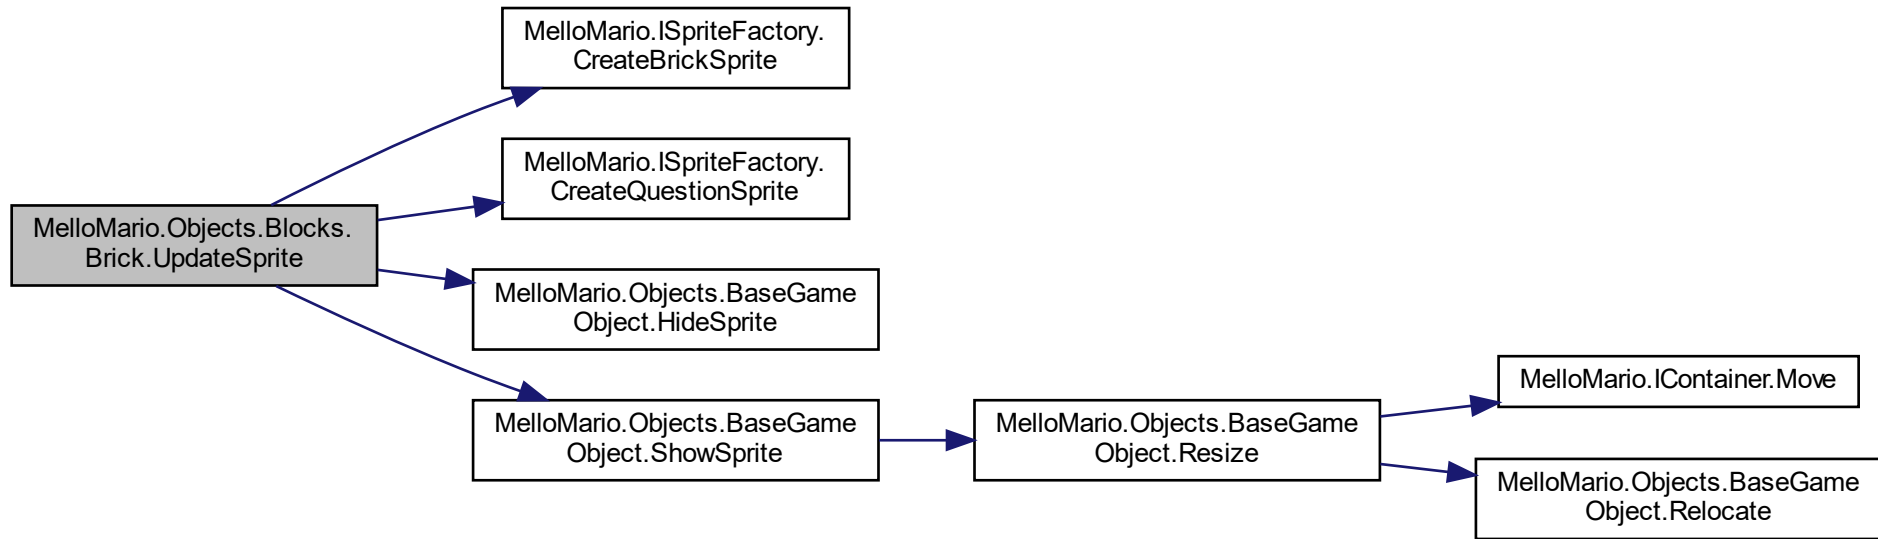 MelloMario.Objects.Blocks.
Brick.UpdateSprite
MelloMario.ISpriteFactory.
CreateBrickSprite
MelloMario.ISpriteFactory.
CreateQuestionSprite
MelloMario.Objects.BaseGame
Object.HideSprite
MelloMario.Objects.BaseGame
Object.ShowSprite
MelloMario.Objects.BaseGame
Object.Resize
MelloMario.IContainer.Move
MelloMario.Objects.BaseGame
Object.Relocate